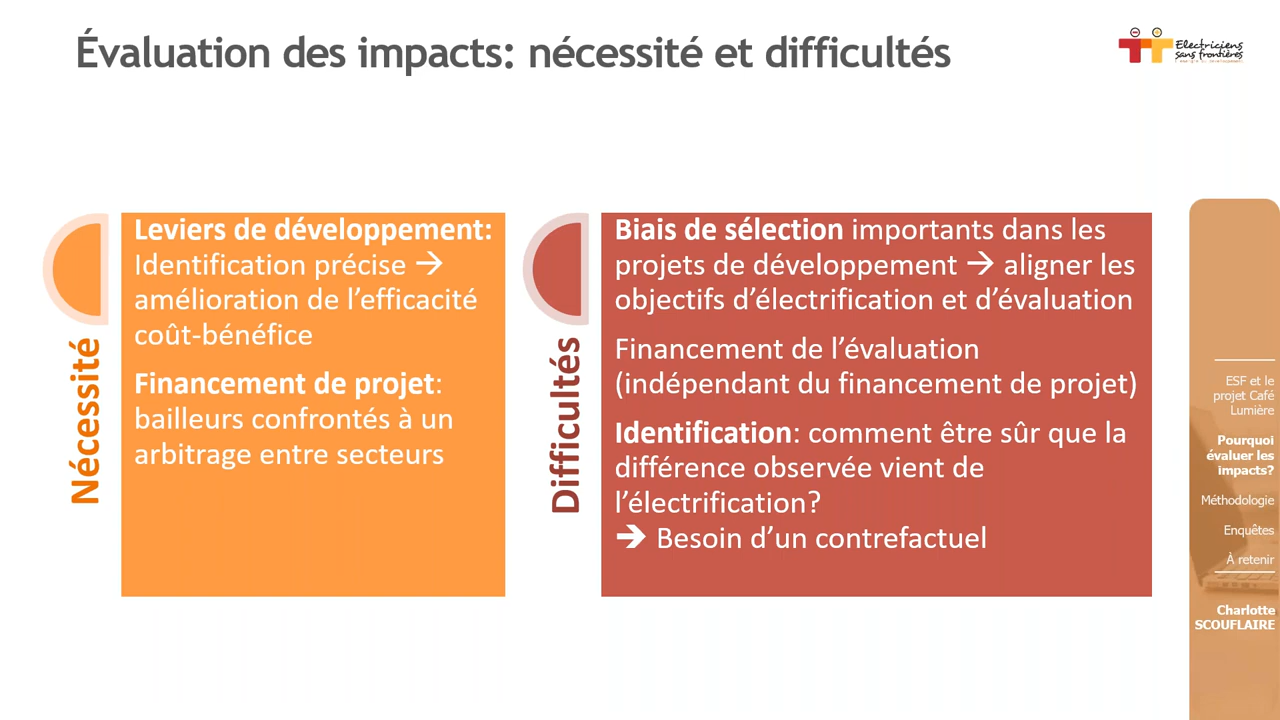 Évaluation des impacts: nécessité et difficultés
Electriciens
sans frontières
Nécessité
Leviers de développement:
Identification précise →
amélioration de l’efficacité
coût-bénéfice
Financement de projet:
bailleurs confrontés à un
arbitrage entre secteurs
Difficultés
Biais de sélection importants dans les
projets de développement → aligner les
objectifs d’électrification et d’évaluation
Financement de l’évaluation
(indépendant du financement de projet)
Identification: comment être sûr que la
différence observée vient de
l’électrification?
→ Besoin d’un contrefactuel
ESF et le
projet Café
Lumière
Pourquoi
évaluer les
impacts?
Méthodologie
Enquêtes
À retenir
Charlotte
SCOUFLAIRE